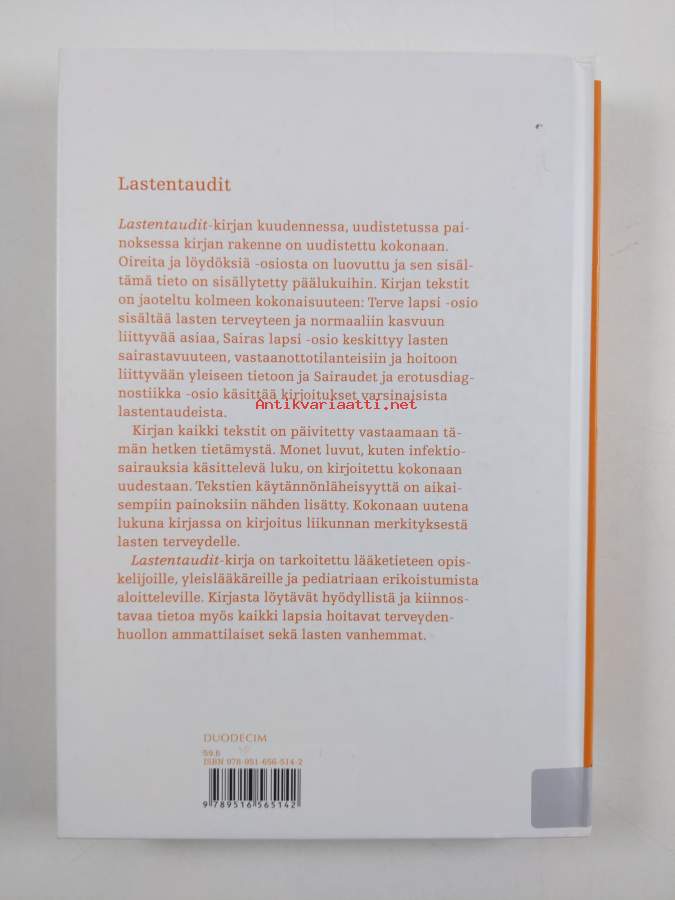 Lastentaudit
Lastentaudit-kirjan kuudennessa, uudistetussa pai-
noksessa kirjan rakenne on uudistettu kokonaan.
Oireita ja löydöksiä -osiosta on luovuttu ja sen sisäl-
tämä tieto on sisällytetty päälukuihin. Kirjan tekstit
on jaoteltu kolmeen kokonaisuuteen: Terve lapsi -osio
sisältää lasten terveyteen ja normaaliin kasvuun
liittyvää asiaa, Sairas lapsi -osio keskittyy lasten
sairastavuuteen, vastaanottotilanteisiin ja hoitoon
liittyvään yleiseen tietoon ja Sairaudet ja erotusdiag-
nostiikka -osio käsittää kirjoitukset varsinaisista
lastentaudeista.
Antikvariaatti.net
Kirjan kaikki tekstit on päivitetty vastaamaan tä-
män hetken tietämystä. Monet luvut, kuten infektio-
sairauksia käsittelevä luku, on kirjoitettu kokonaan
uudestaan. Tekstien käytännönläheisyyttä on aikai-
sempiin painoksiin nähden lisätty. Kokonaan uutena
lukuna kirjassa on kirjoitus liikunnan merkityksestä
lasten terveydelle.
Lastentaudit-kirja on tarkoitettu lääketieteen opis-
kelijoille, yleislääkäreille ja pediatriaan erikoistumista
aloitteleville. Kirjasta löytävät hyödyllistä ja kiinnos-
tavaa tietoa myös kaikki lapsia hoitavat terveyden-
huollon ammattilaiset sekä lasten vanhemmat.
DUODECIM
59.6
ISBN 978-951-656-514-2
9 789516 565142